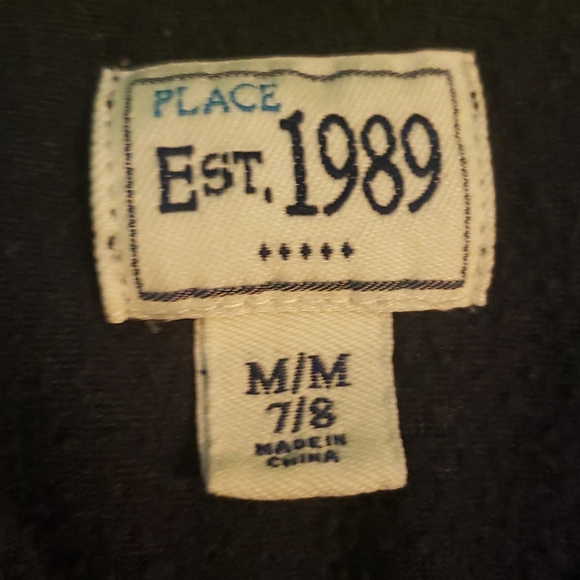 PLACE
EST. 1989
M/M
7/8
MADE IN
CHINA